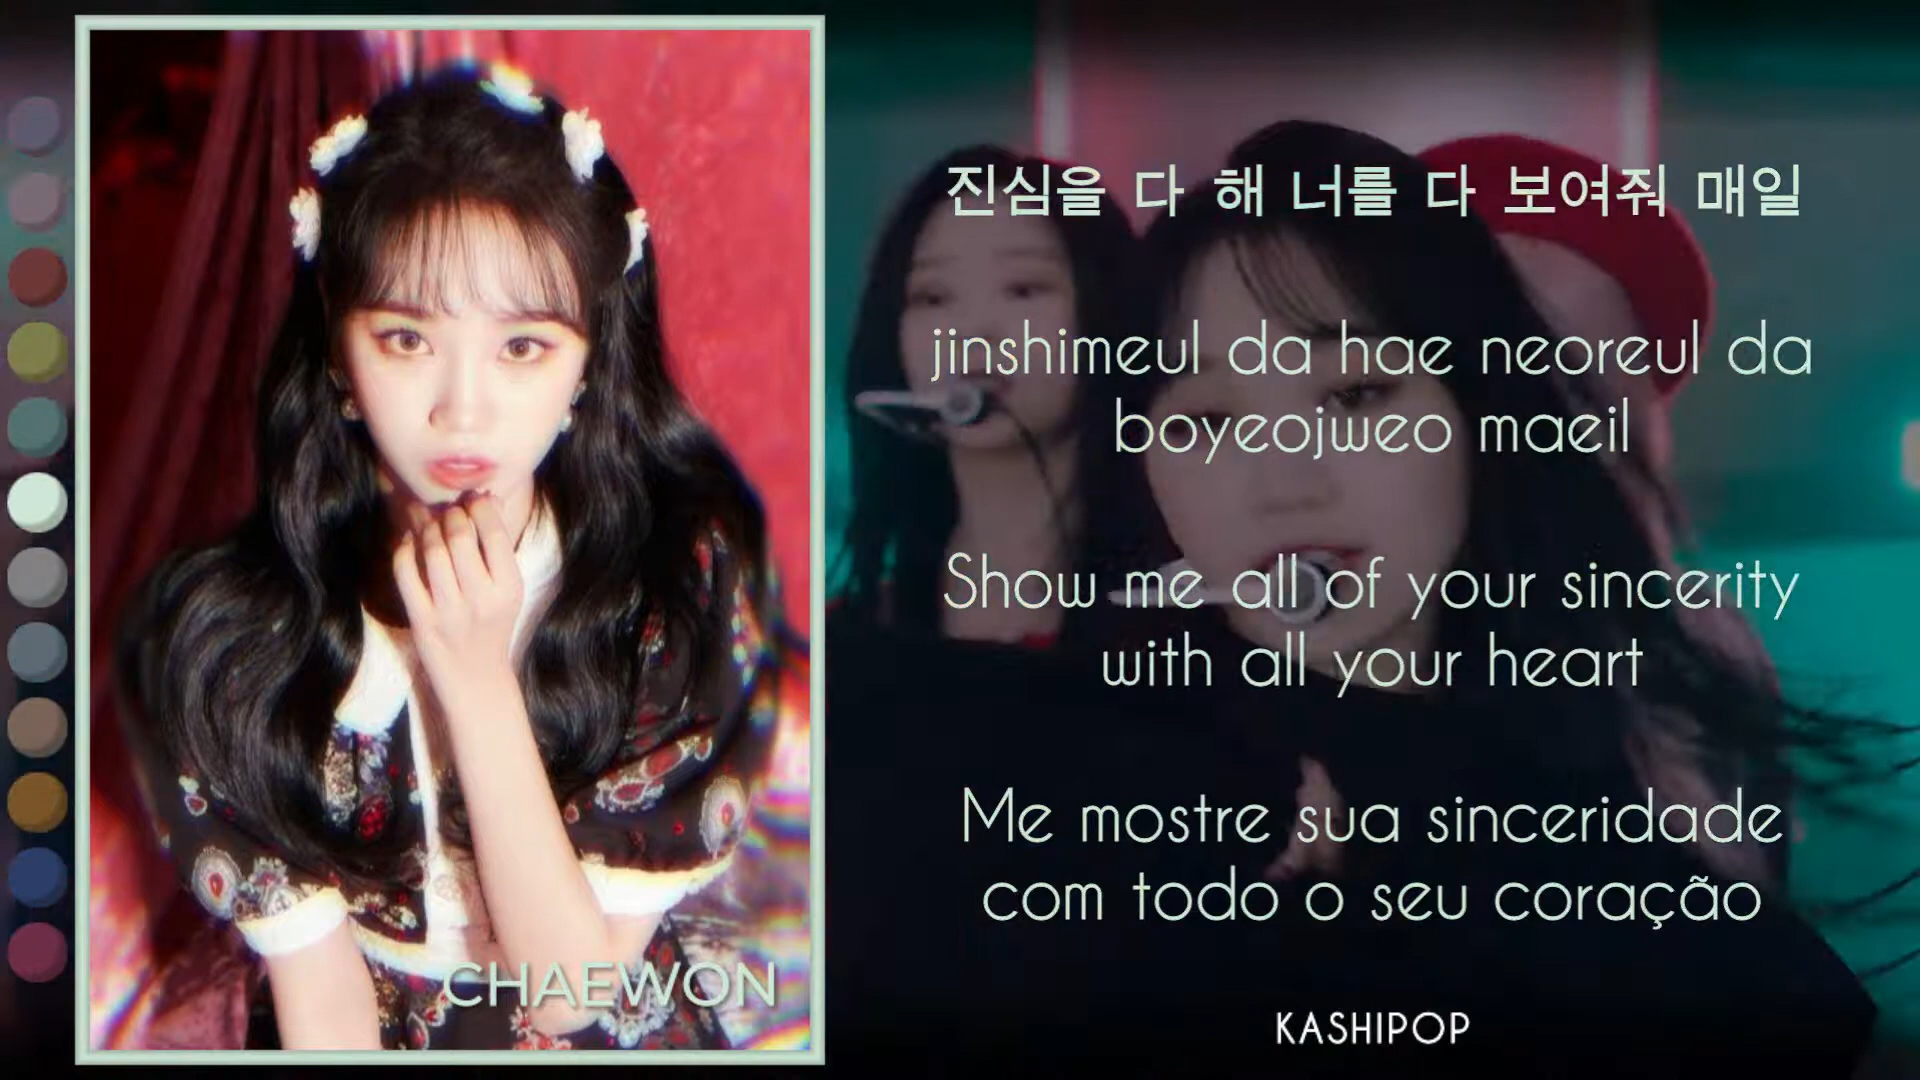 진심을 다 해 너를 다 보여줘 매일
jinshimeul da hae neoreul da
boyeojweo maeil
Show me all of your sincerity
with all your heart
Me mostre sua sinceridade
com todo o seu coração
CHAEWON
KASHIPOP